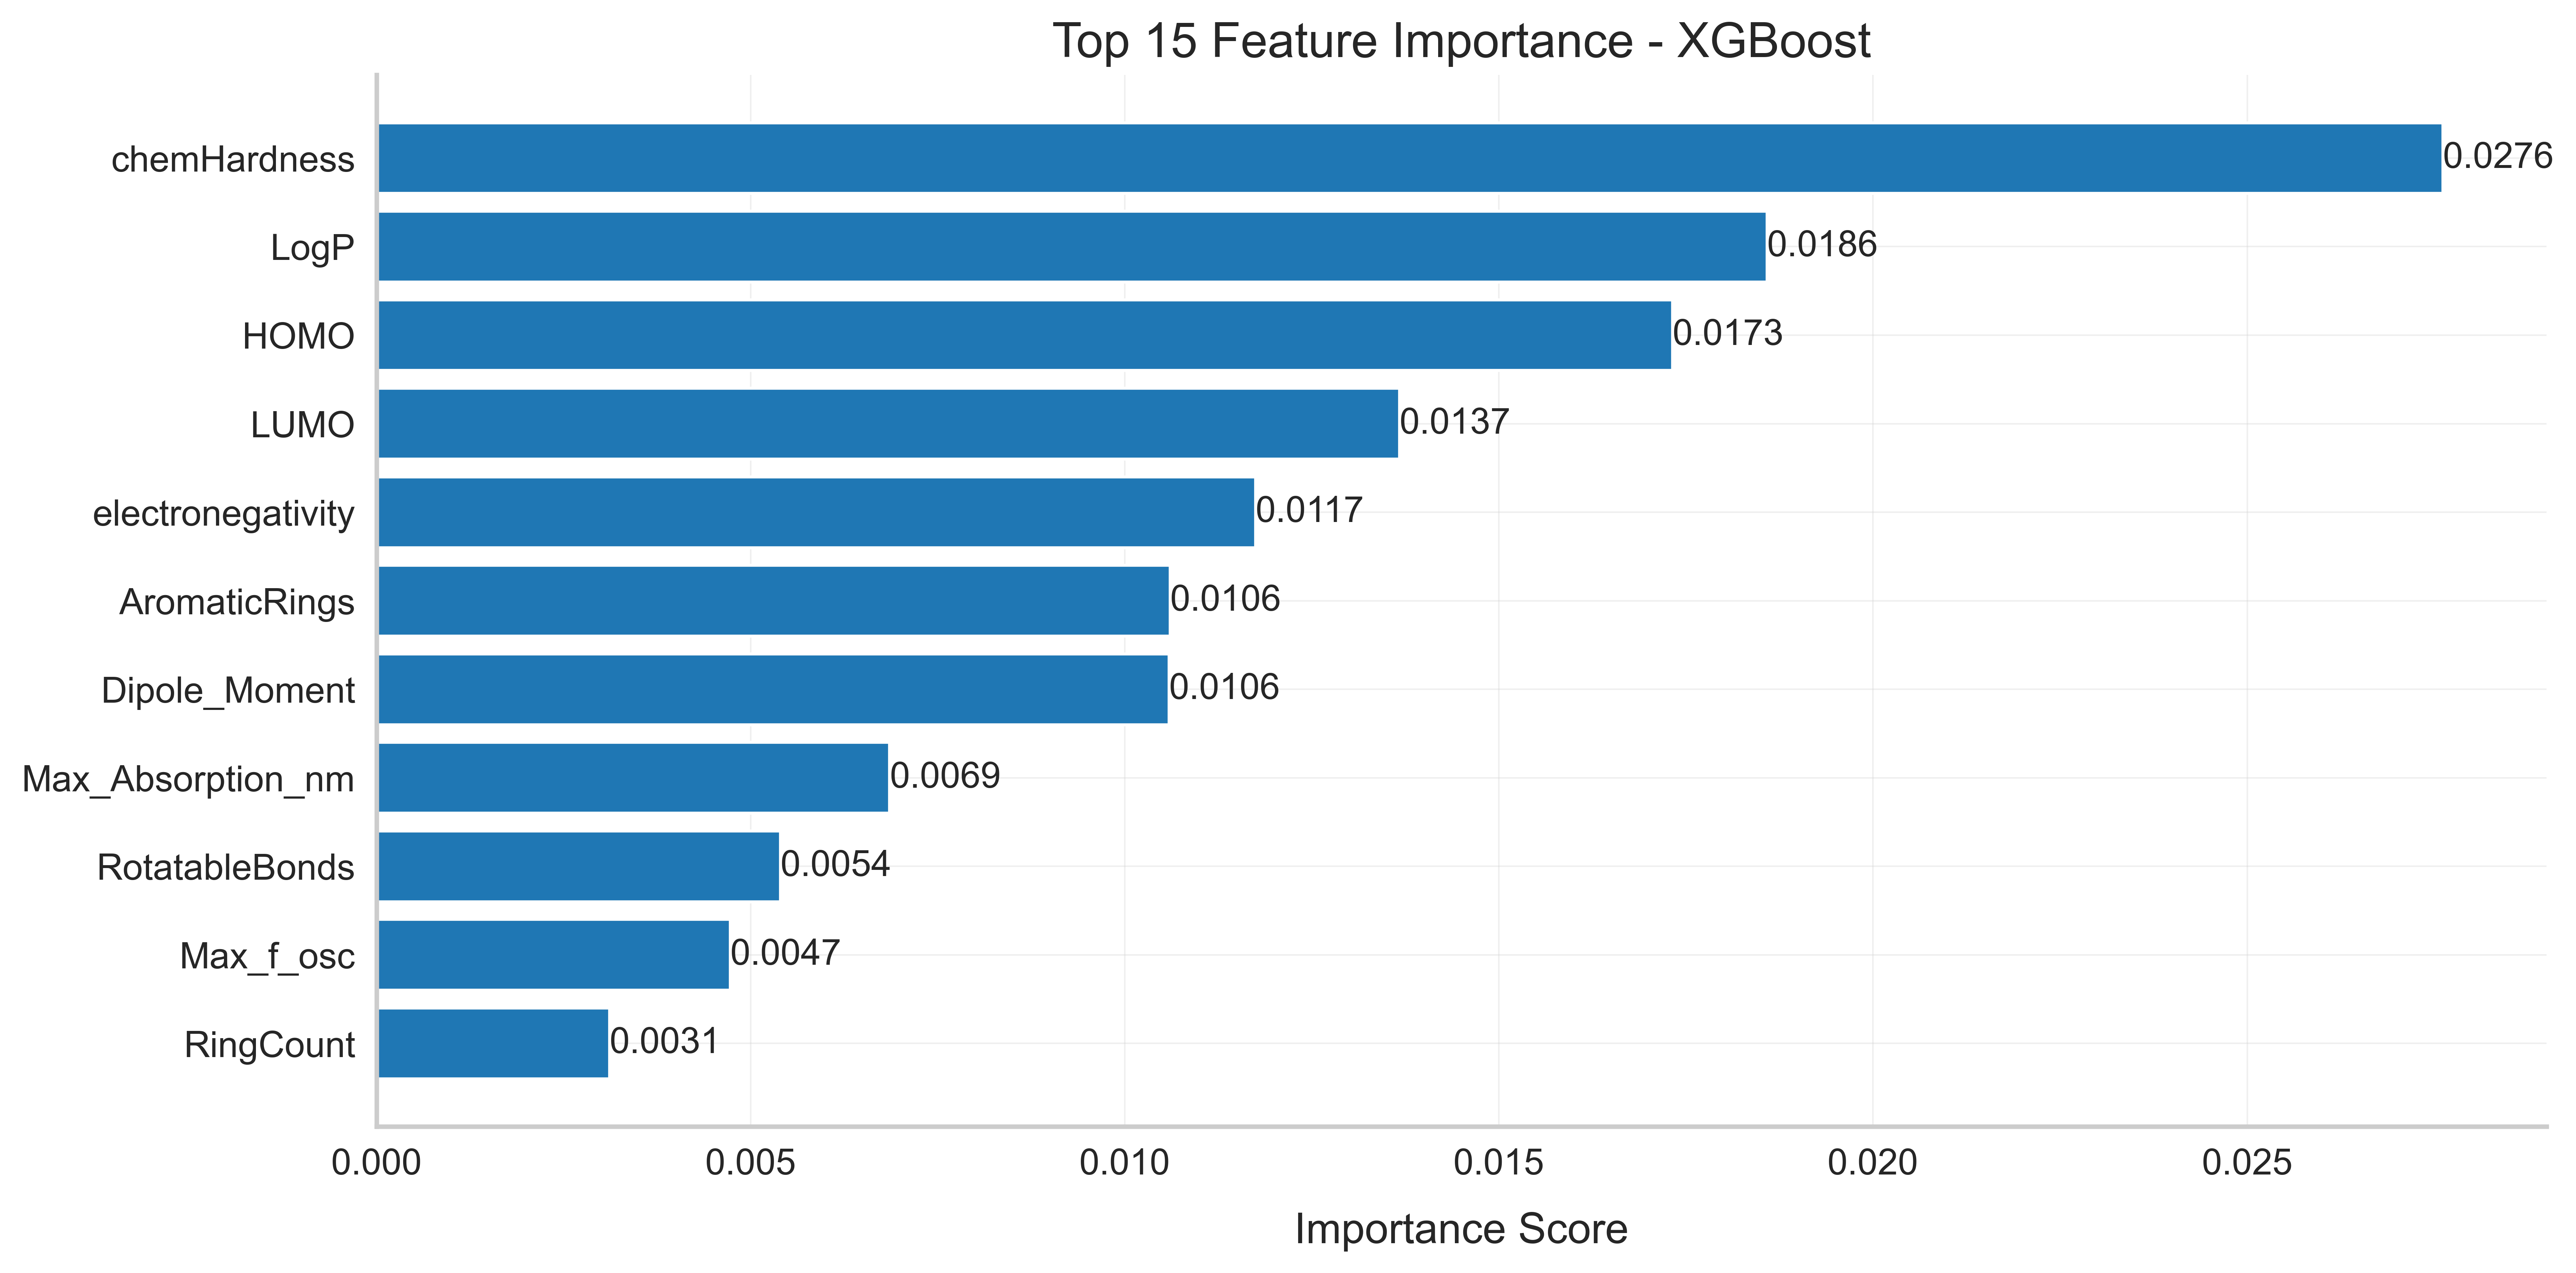 Top 15 Feature Importance - XGBoost
chemHardness 0.0276
LogP 0.0186
HOMO 0.0173
LUMO 0.0137
electronegativity 0.0117
AromaticRings 0.0106
Dipole_Moment 0.0106
Max_Absorption_nm 0.0069
RotatableBonds 0.0054
Max_f_osc 0.0047
RingCount 0.0031
0.000 0.005 0.010 0.015 0.020 0.025
Importance Score